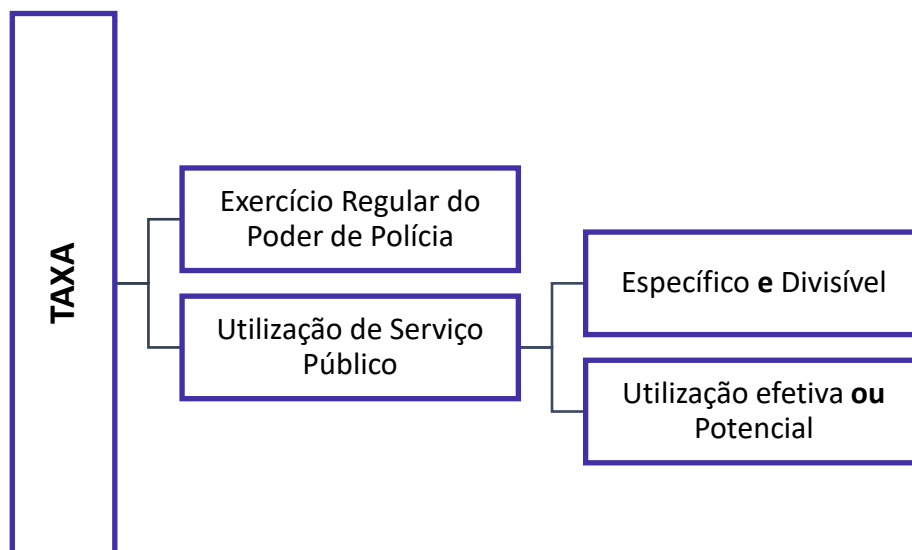 TAXA
Exercício Regular do
Poder de Polícia
Utilização de Serviço
Público
Específico e Divisível
Utilização efetiva ou
Potencial